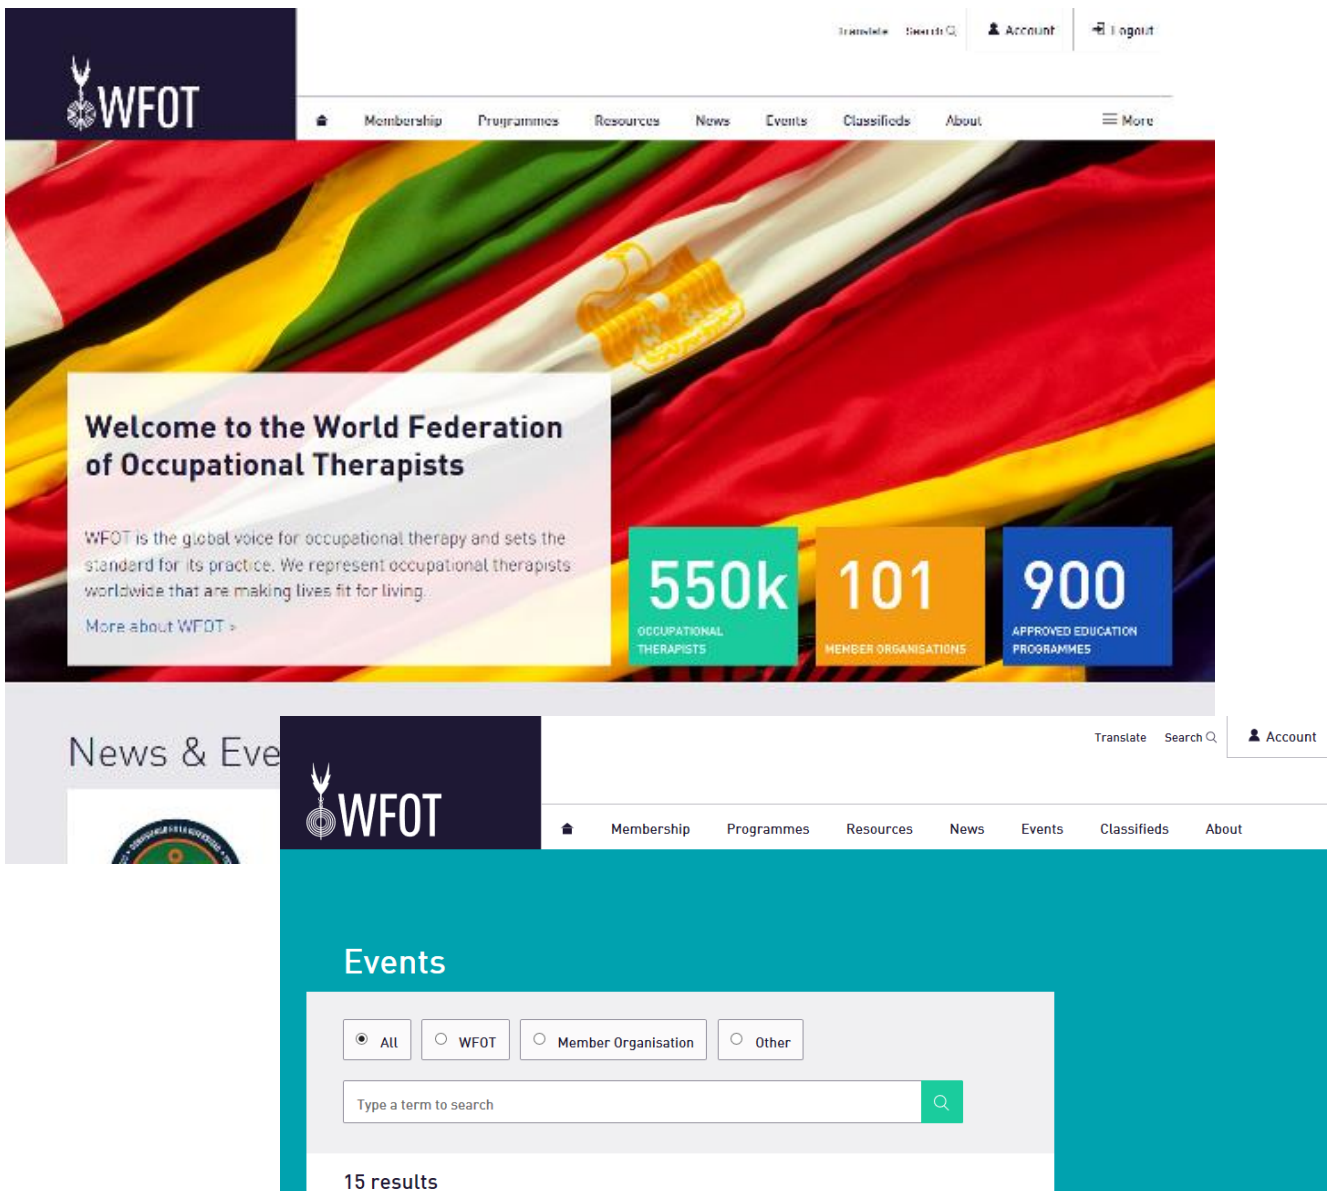 Translate Search Account Logout
WFOT
Membership Programmes Resources News Events Classifieds About More
Welcome to the World Federation
of Occupational Therapists
WFOT is the global voice for occupational therapy and sets the
standard for its practice. We represent occupational therapists
worldwide that are making lives fit for living.
More about WFOT >
550k
OCCUPATIONAL
THERAPISTS
101
MEMBER ORGANISATIONS
900
APPROVED EDUCATION
PROGRAMMES
News & Eve
Translate Search Account
WFOT
Membership Programmes Resources News Events Classifieds About
Events
All WFOT Member Organisation Other
Type a term to search
15 results